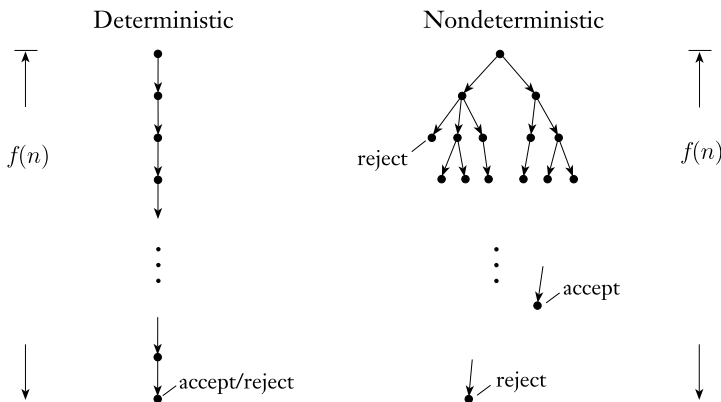 Deterministic
Nondeterministic
f(n)
reject
f(n)
accept
accept/reject
reject